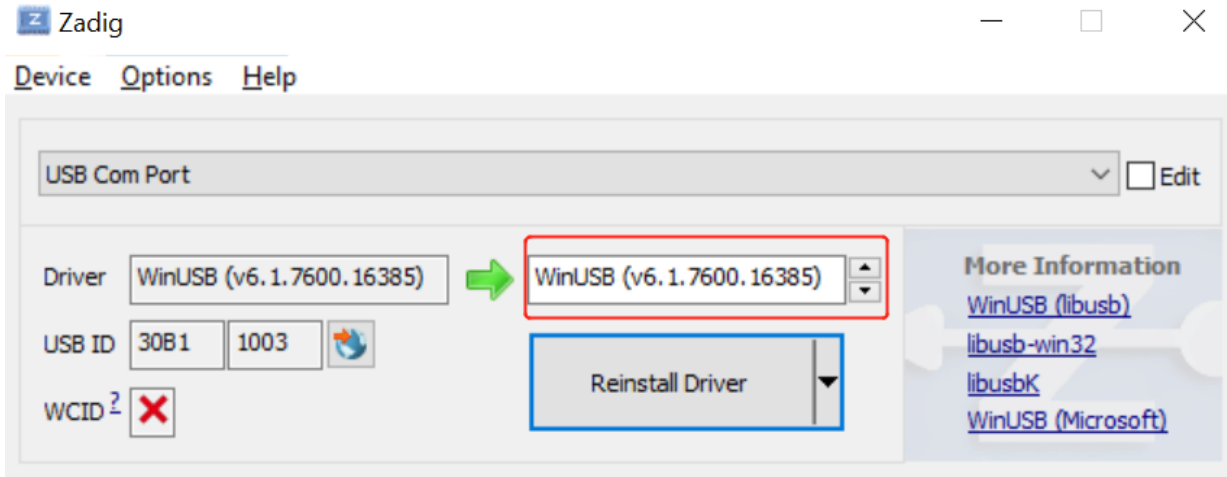 Zadig
Device Options Help
USB Com Port
Edit
Driver WinUSB (v6.1.7600.16385) WinUSB (v6.1.7600.16385)
USB ID 30B1 1003
WCID ?
Reinstall Driver
More Information
WinUSB (libusb)
libusb-win32
libusbK
WinUSB (Microsoft)